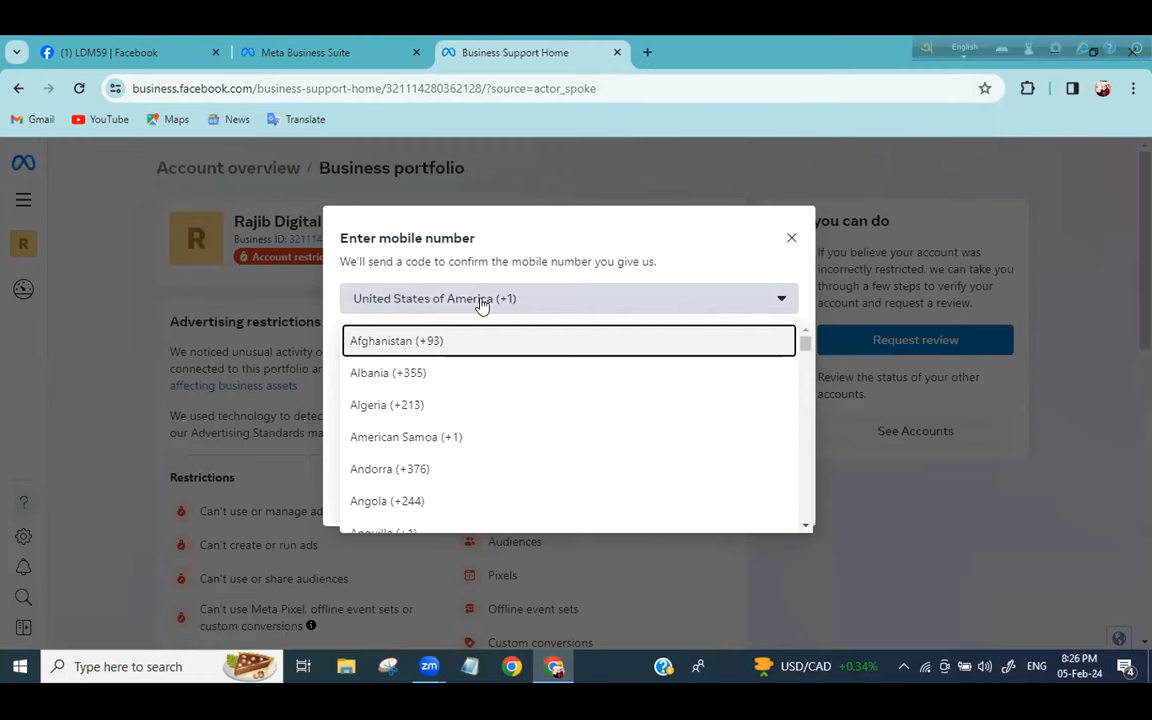 (1) LDM59 | Facebook
Meta Business Suite
Business Support Home
English
business.facebook.com/business-support-home/321114280362128/?source=actor_spoke
Gmail
YouTube
Maps
News
Translate
Account overview / Business portfolio
R
R
Rajib Digital
Business ID: 32111
Account restri
Advertising restrictions
We noticed unusual activity o
connected to this portfolio an
affecting business assets
We used technology to detec
our Advertising Standards ma
Restrictions
Can't use or manage ad
Can't create or run ads
Can't use or share audiences
Can't use Meta Pixel, offline event sets or
custom conversions
Audiences
Pixels
Offline event sets
Custom conversions
Enter mobile number
We'll send a code to confirm the mobile number you give us.
United States of America (+1)
Afghanistan (+93)
Albania (+355)
Algeria (+213)
American Samoa (+1)
Andorra (+376)
Angola (+244)
Anguilla (+1)
you can do
If you believe your account was
incorrectly restricted, we can take you
through a few steps to verify your
account and request a review.
Request review
Review the status of your other
accounts.
See Accounts
Type here to search
USD/CAD +0.34%
ENG
8:26 PM
05-Feb-24
4